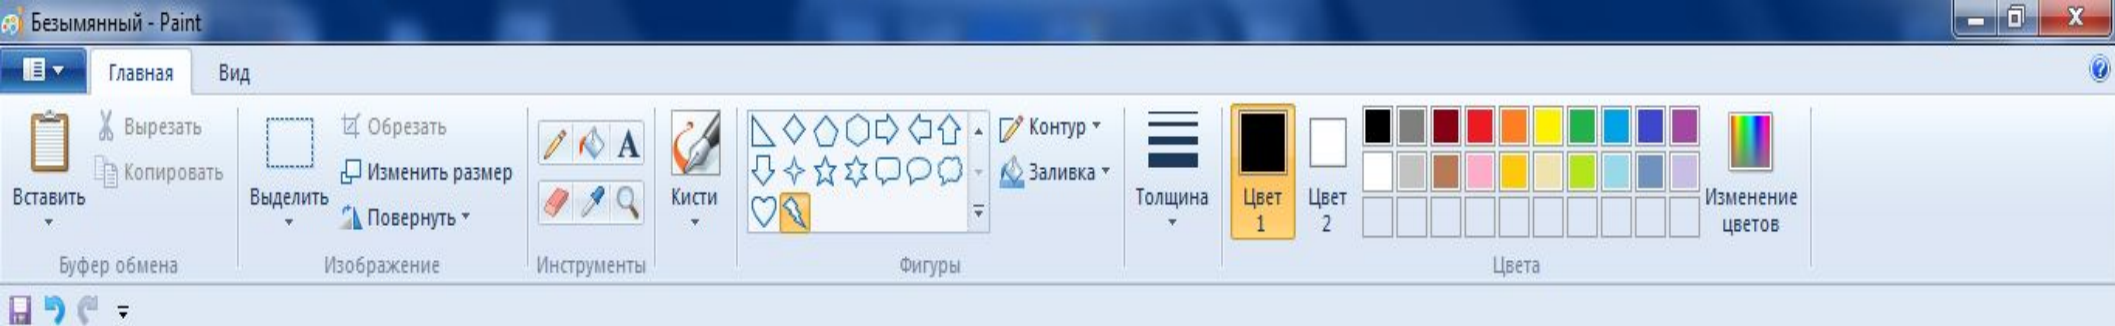 Безымянный - Paint
Главная
Вид
Вставить
Вырезать
Копировать
Буфер обмена
Выделить
Обрезать
Изменить размер
Повернуть
Изображение
A
Инструменты
Кисти
Контур
Заливка
Фигуры
Толщина
Цвет
1
Цвет
2
Изменение
цветов
Цвета